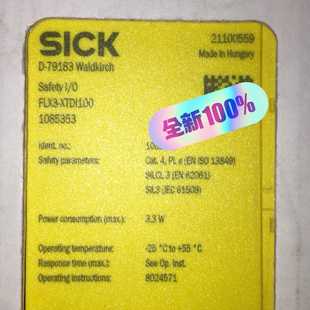 SICK
21100559
D-79183 Waldkirch
Made in Hungary
Safety I/O
FLX3-XTDI100
1085353
全新100%
Ident. no.:
Safety parameters:
Cat. 4, PL e (EN ISO 13849)
SILCL 3 (EN 62061)
SIL3 (IEC 61508)
Power consumption (max.):
3.3 W
Operating temperature:
-25 °C to +55 °C
Response time (max.):
See Op. Inst.
Operating instructions:
8024571